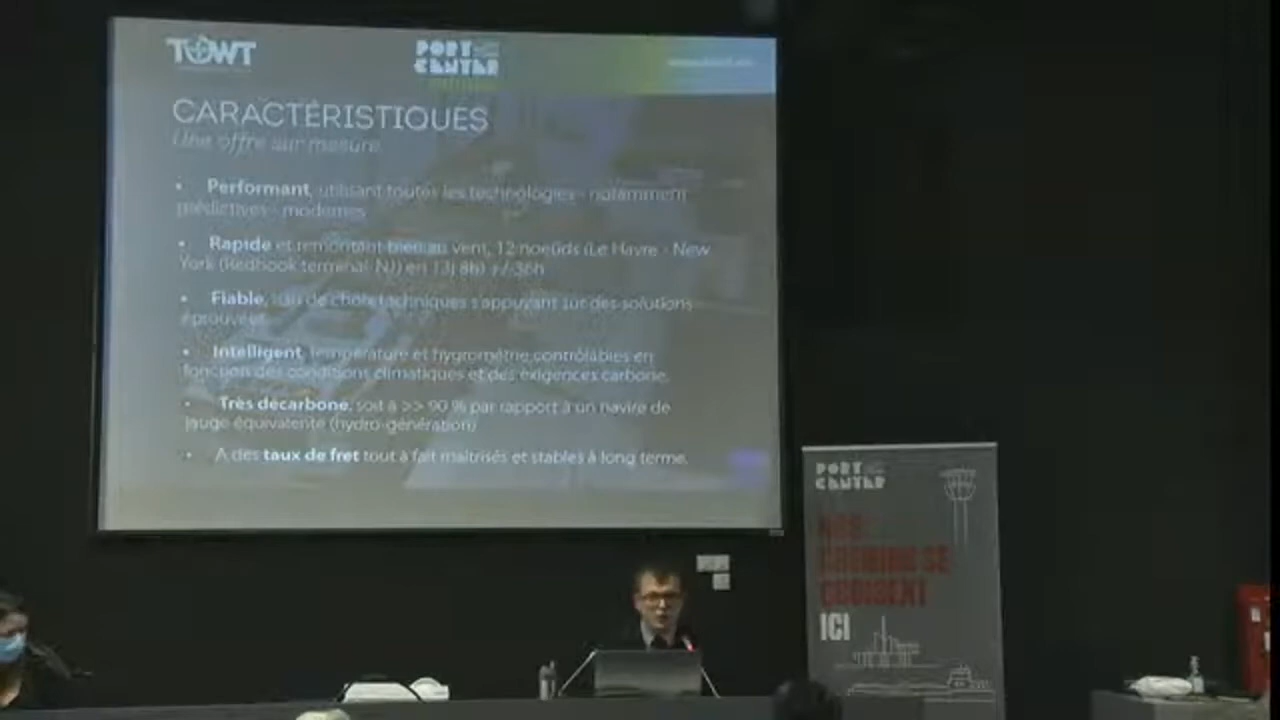 TOWT
PORT
CENTER
CARACTÉRISTIQUES
Une offre sur mesure
• Performant, utilisant toutes les technologies - notamment
prédictives - modernes
• Rapide et remontant bien au vent, 12 noeuds (Le Havre - New
York (Redhook terminal NJ) en 13j 8h) +/-36h
• Fiable, de choix techniques s'appuyant sur des solutions
éprouvées
• Intelligent, température et hygrométrie contrôlables en
fonction des conditions climatiques et des exigences carbone.
• Très décarboné, soit à >> 90 % par rapport à un navire de
jauge équivalente (hydro-génération)
• A des taux de fret tout à fait maîtrisés et stables à long terme.
PORT
CENTER
NOS
CHEMINS SE
CROISENT
ICI